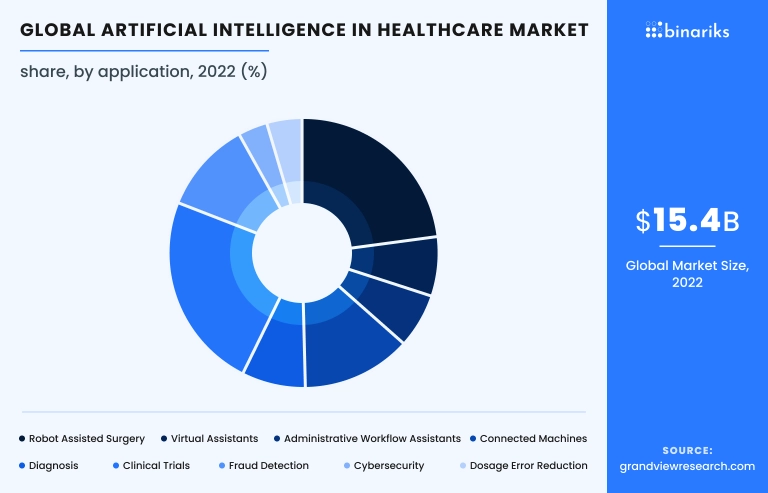 GLOBAL ARTIFICIAL INTELLIGENCE IN HEALTHCARE MARKET
share, by application, 2022 (%)
binariks
$15.4B
Global Market Size,
2022
Robot Assisted Surgery Virtual Assistants Administrative Workflow Assistants Connected Machines
Diagnosis Clinical Trials Fraud Detection Cybersecurity Dosage Error Reduction
SOURCE:
grandviewresearch.com